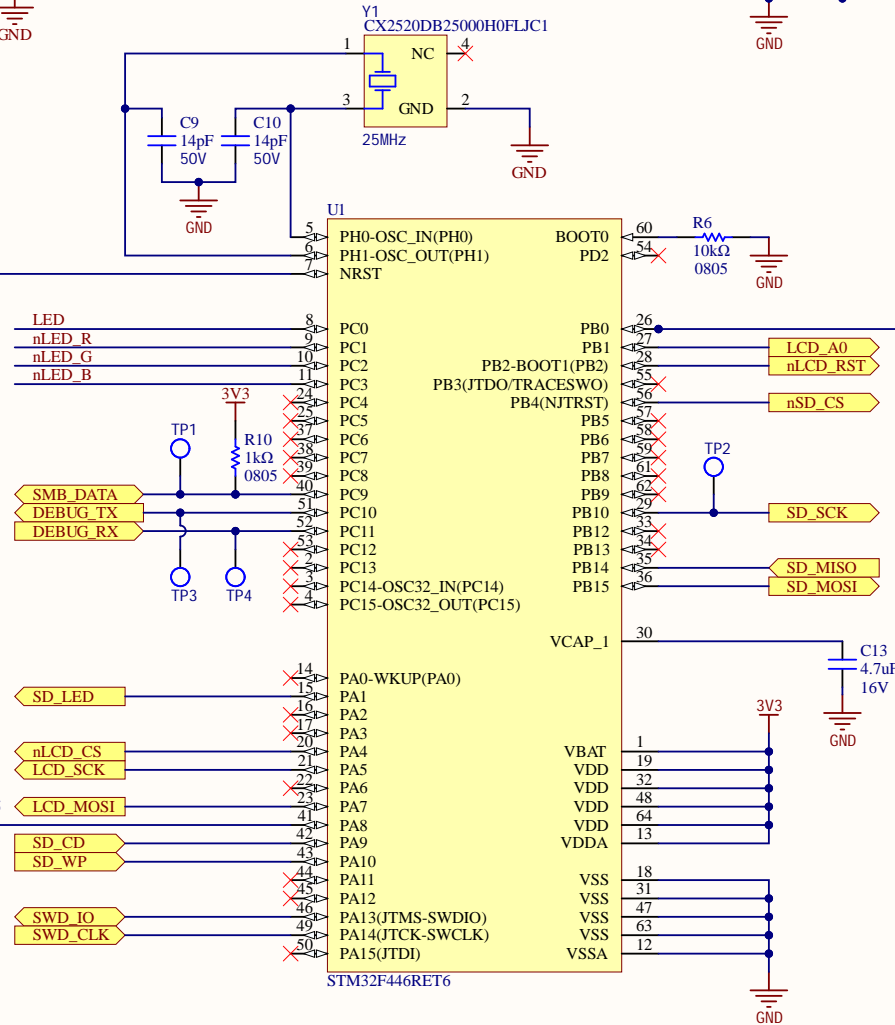 GND
GND
Y1
CX2520DB25000H0FLJC1
1
NC
4
3
GND
2
25MHz
GND
C9
14pF
50V
C10
14pF
50V
GND
U1
5
PH0-OSC_IN(PH0)
6
PH1-OSC_OUT(PH1)
7
NRST
BOOT0
60
PD2
54
R6
10kΩ
0805
GND
LED
8
PC0
nLED_R
9
PC1
nLED_G
10
PC2
nLED_B
11
PC3
24
PC4
25
PC5
37
PC6
38
PC7
39
PC8
3V3
R10
1kΩ
0805
TP1
SMB_DATA
40
PC9
DEBUG_TX
51
PC10
DEBUG_RX
52
PC11
53
PC12
2
PC13
3
PC14-OSC32_IN(PC14)
4
PC15-OSC32_OUT(PC15)
TP3
TP4
PB0
26
PB1
27
LCD_A0
PB2-BOOT1(PB2)
28
nLCD_RST
PB3(JTDO/TRACESWO)
55
PB4(NJTRST)
56
nSD_CS
PB5
57
PB6
58
PB7
59
PB8
61
PB9
62
TP2
PB10
29
SD_SCK
PB12
33
PB13
34
PB14
35
SD_MISO
PB15
36
SD_MOSI
VCAP_1
30
C13
4.7uF
16V
GND
14
PA0-WKUP(PA0)
SD_LED
15
PA1
16
PA2
17
PA3
nLCD_CS
20
PA4
LCD_SCK
21
PA5
22
PA6
LCD_MOSI
23
PA7
41
PA8
SD_CD
42
PA9
SD_WP
43
PA10
44
PA11
45
PA12
SWD_IO
46
PA13(JTMS-SWDIO)
SWD_CLK
49
PA14(JTCK-SWCLK)
50
PA15(JTDI)
3V3
VBAT
1
VDD
19
VDD
32
VDD
48
VDD
64
VDDA
13
VSS
18
VSS
31
VSS
47
VSS
63
VSSA
12
GND
STM32F446RET6